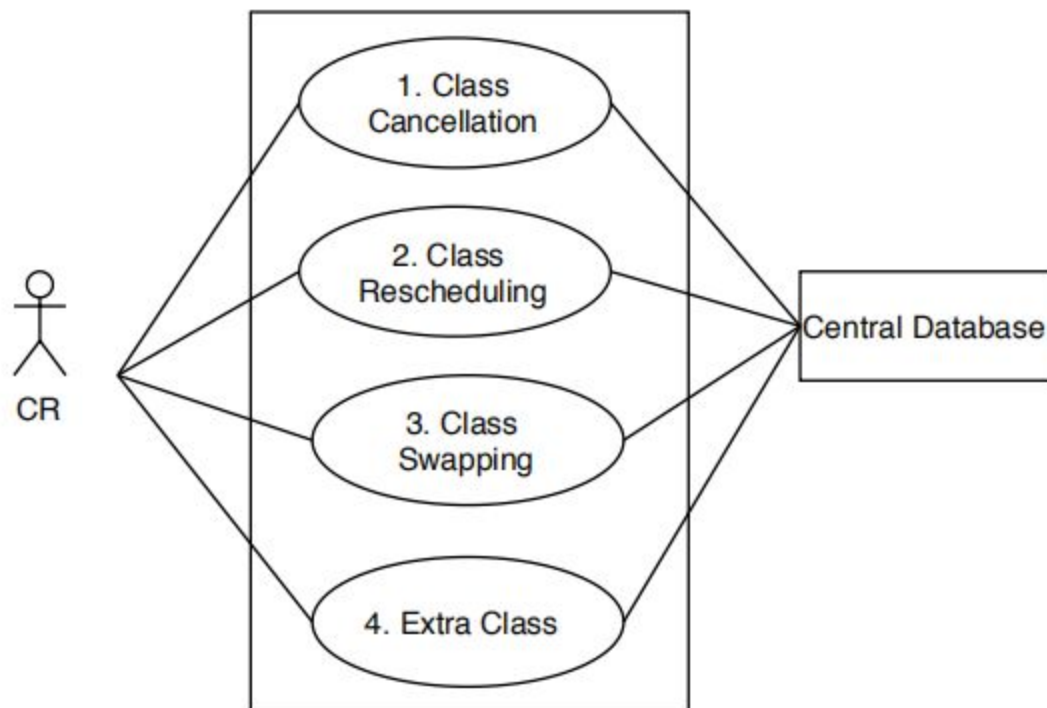 1. Class
Cancellation
2. Class
Rescheduling
CR
Central Database
3. Class
Swapping
4. Extra Class